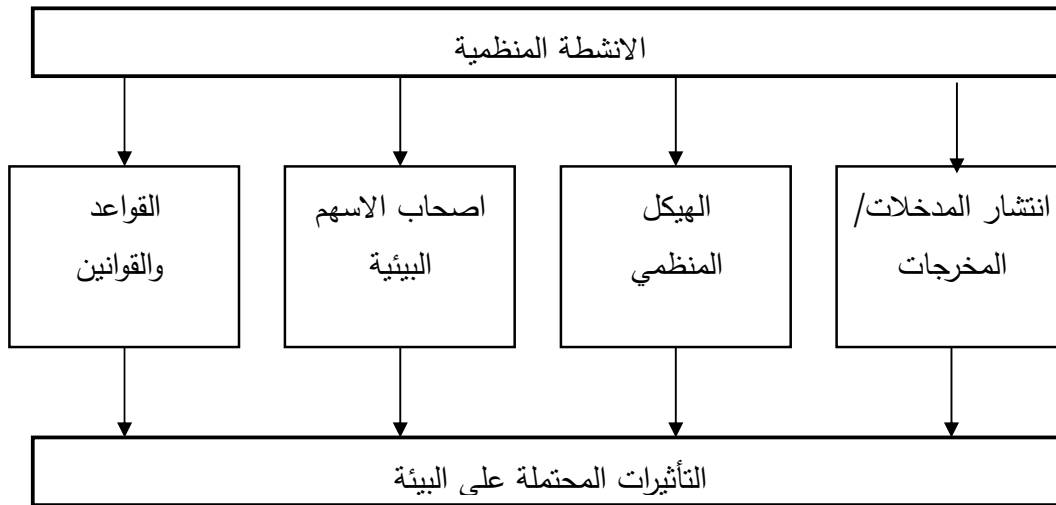 الانشطة المنظمية
انتشار المدخلات/
المخرجات
الهيكل
المنظمي
اصحاب الاسهم
البيئية
القواعد
والقوانين
التأثيرات المحتملة على البيئة